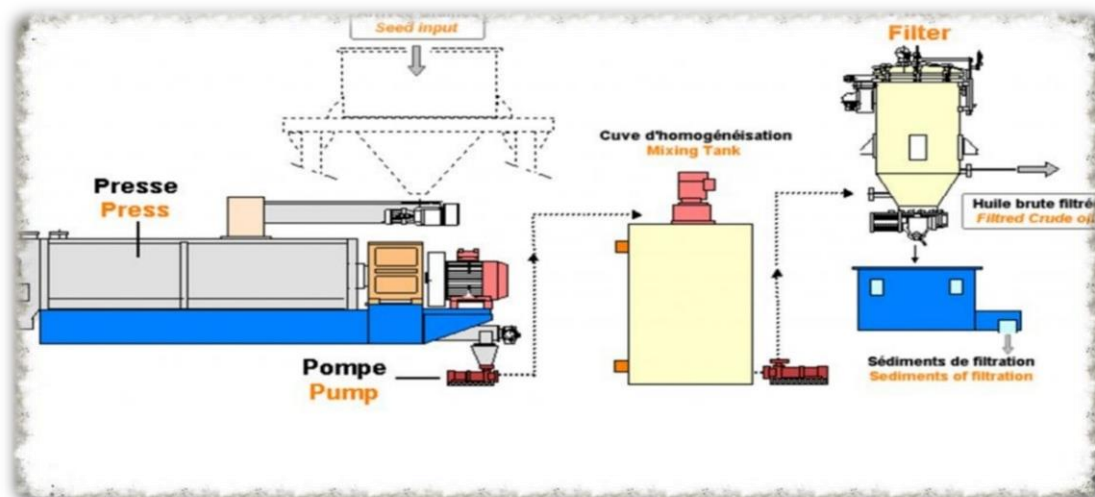 Seed input
Filter
Cuve d'homogénéisation
Mixing Tank
Presse
Press
Huile brute filtré
Filtred Crude oi
Pompe
Pump
Sédiments de filtration
Sediments of filtration